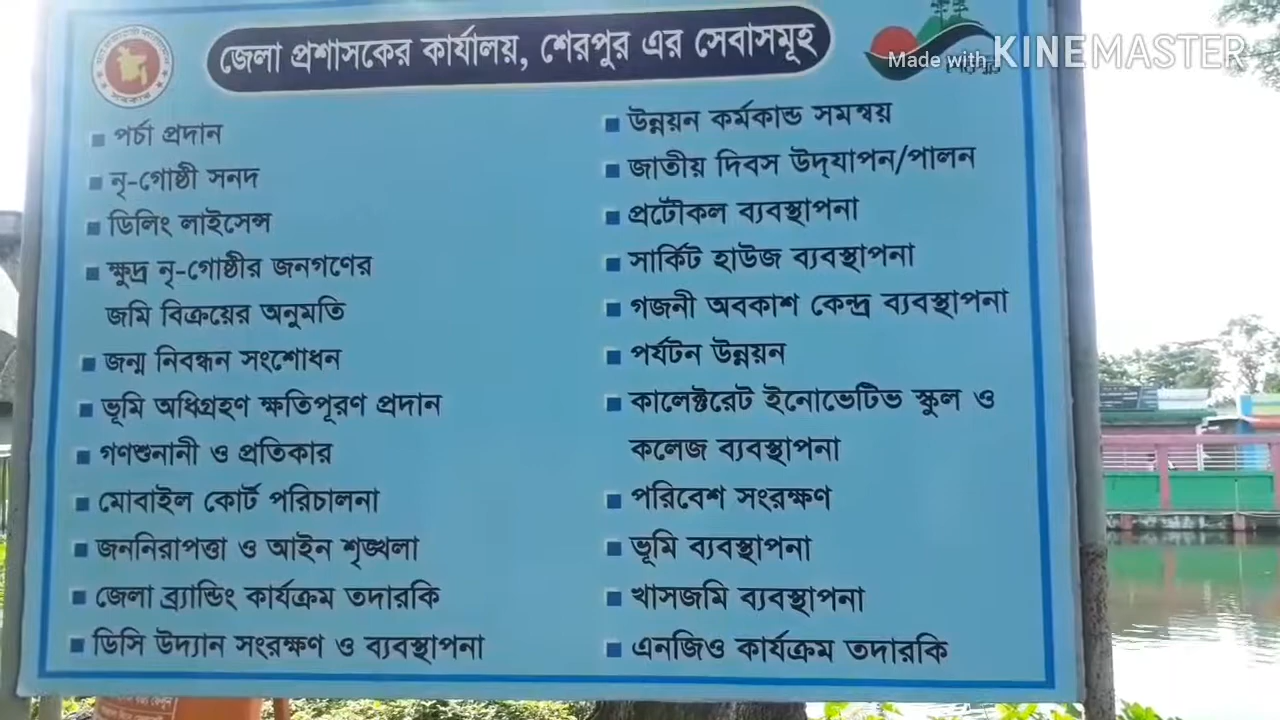 জেলা প্রশাসকের কার্যালয়, শেরপুর এর সেবাসমূহ
Made with KINEMASTER
পর্চা প্রদান
নৃ-গোষ্ঠী সনদ
ডিলিং লাইসেন্স
ক্ষুদ্র নৃ-গোষ্ঠীর জনগণের
জমি বিক্রয়ের অনুমতি
জন্ম নিবন্ধন সংশোধন
ভূমি অধিগ্রহণ ক্ষতিপূরণ প্রদান
গণশুনানী ও প্রতিকার
মোবাইল কোর্ট পরিচালনা
জননিরাপত্তা ও আইন শৃঙ্খলা
জেলা ব্র্যান্ডিং কার্যক্রম তদারকি
ডিসি উদ্যান সংরক্ষণ ও ব্যবস্থাপনা
উন্নয়ন কর্মকান্ড সমন্বয়
জাতীয় দিবস উদ্‌যাপন/পালন
প্রটৌকল ব্যবস্থাপনা
সার্কিট হাউজ ব্যবস্থাপনা
গজনী অবকাশ কেন্দ্র ব্যবস্থাপনা
পর্যটন উন্নয়ন
কালেক্টরেট ইনোভেটিভ স্কুল ও
কলেজ ব্যবস্থাপনা
পরিবেশ সংরক্ষণ
ভূমি ব্যবস্থাপনা
খাসজমি ব্যবস্থাপনা
এনজিও কার্যক্রম তদারকি